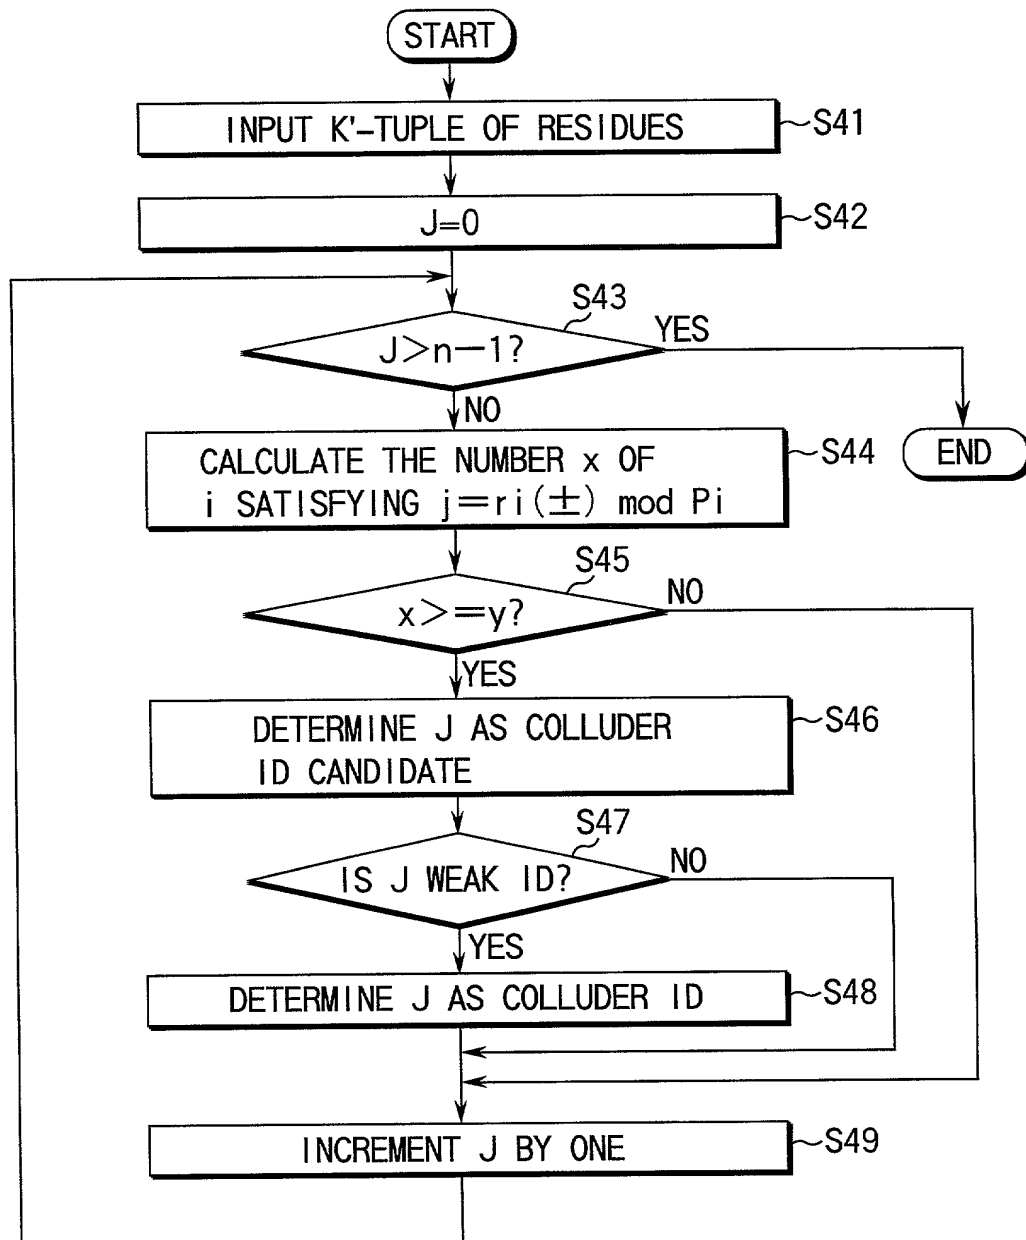 START
INPUT K'-TUPLE OF RESIDUES
S41
J=0
S42
S43
J>n-1?
YES
NO
CALCULATE THE NUMBER x OF
i SATISFYING j=ri(±) mod Pi
S44
END
S45
x>=y?
NO
YES
DETERMINE J AS COLLUDER
ID CANDIDATE
S46
S47
IS J WEAK ID?
NO
YES
DETERMINE J AS COLLUDER ID
S48
INCREMENT J BY ONE
S49